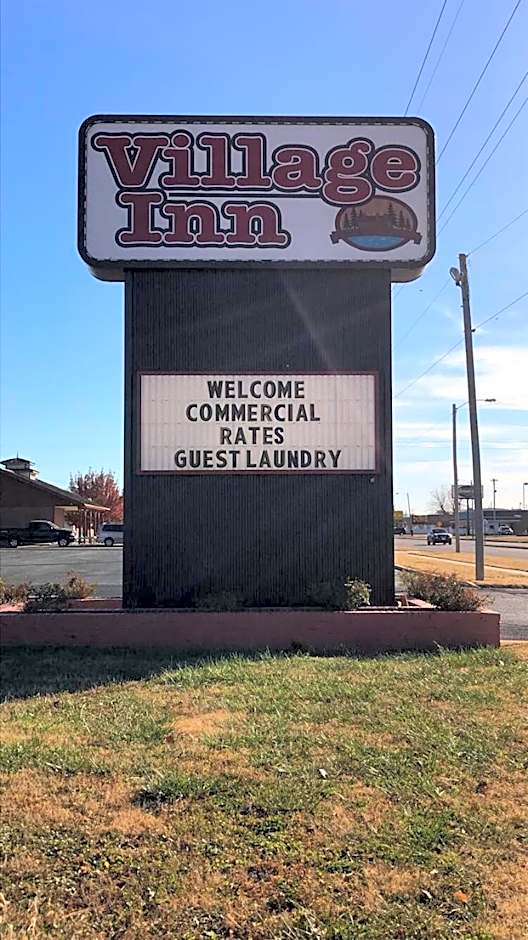 Village
Inn
WELCOME
COMMERCIAL
RATES
GUEST LAUNDRY